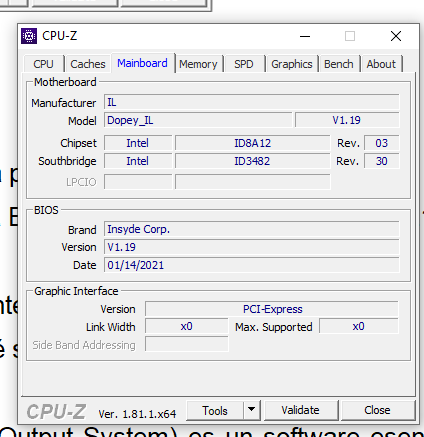 CPU-Z
CPU Caches Mainboard Memory SPD Graphics Bench About
Motherboard
Manufacturer IL
Model Dopey_IL V1.19
Chipset Intel ID8A12 Rev. 03
Southbridge Intel ID3482 Rev. 30
LPCIO
BIOS
Brand Insyde Corp.
Version V1.19
Date 01/14/2021
Graphic Interface
Version PCI-Express
Link Width x0 Max. Supported x0
Side Band Addressing
CPU-Z Ver. 1.81.1.x64 Tools Validate Close
Output System) es un software